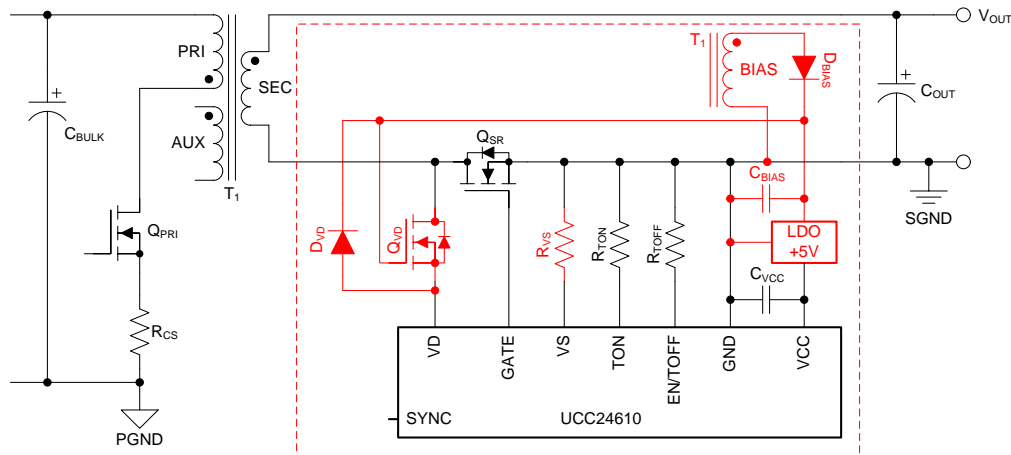 V_OUT
T_1
PRI
BIAS
D_BIAS
+
SEC
+
C_BULK
C_OUT
AUX
Q_SR
C_BIAS
T_1
SGND
Q_PRI
D_VD
Q_VD
R_VS
R_TON
R_TOFF
LDO
+5V
C_VCC
R_CS
VD
GATE
VS
TON
EN/TOFF
GND
VCC
SYNC
UCC24610
PGND